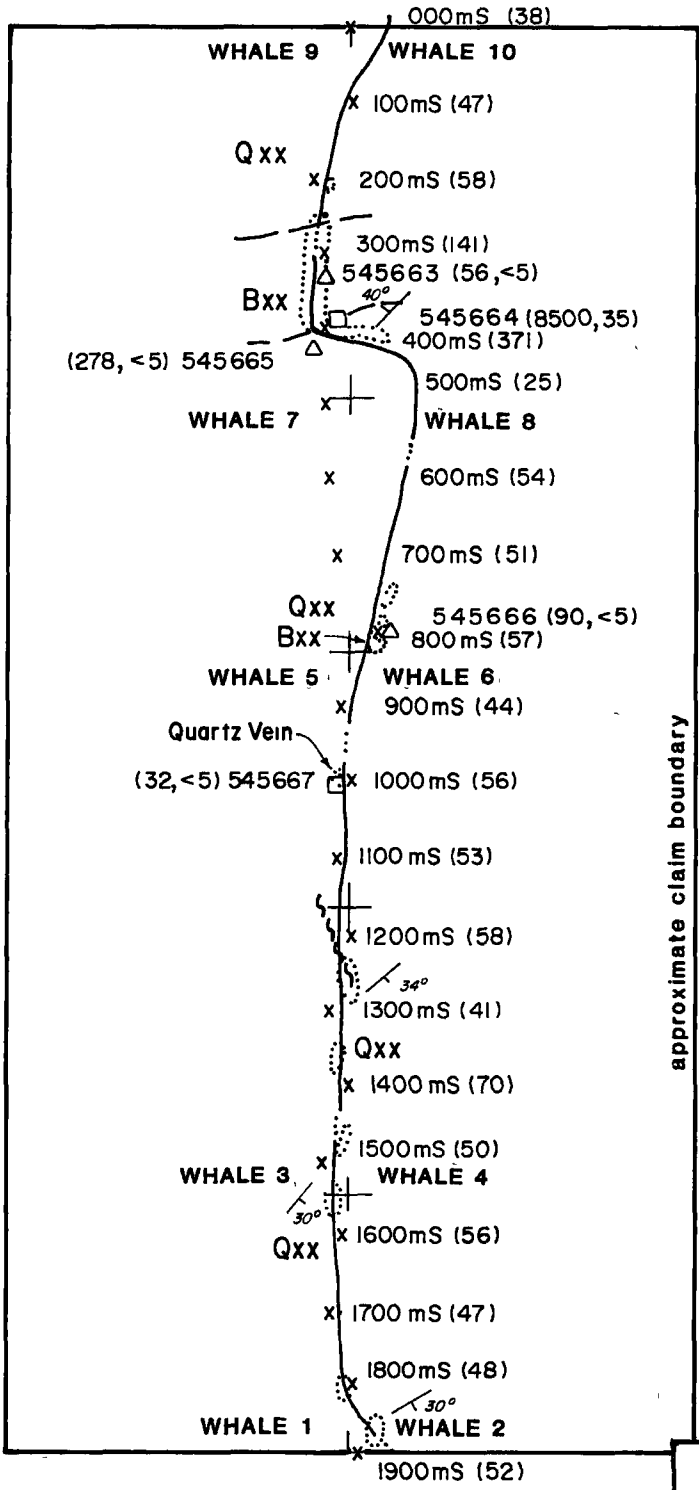 000mS (38)
WHALE 9 WHALE 10
100mS (47)
Qxx
200mS (58)
300mS (141)
545663 (56,<5)
Bxx
40°
545664 (8500,35)
400mS (371)
(278,<5) 545665
500mS (25)
WHALE 7 WHALE 8
600mS (54)
700mS (51)
Qxx
545666 (90,<5)
Bxx
800mS (57)
WHALE 5 WHALE 6
900mS (44)
Quartz Vein
(32,<5) 545667
1000mS (56)
1100mS (53)
1200mS (58)
34°
1300mS (41)
Qxx
1400mS (70)
1500mS (50)
WHALE 3 WHALE 4
30°
1600mS (56)
Qxx
1700mS (47)
1800mS (48)
30°
WHALE 1 WHALE 2
1900mS (52)
approximate claim boundary